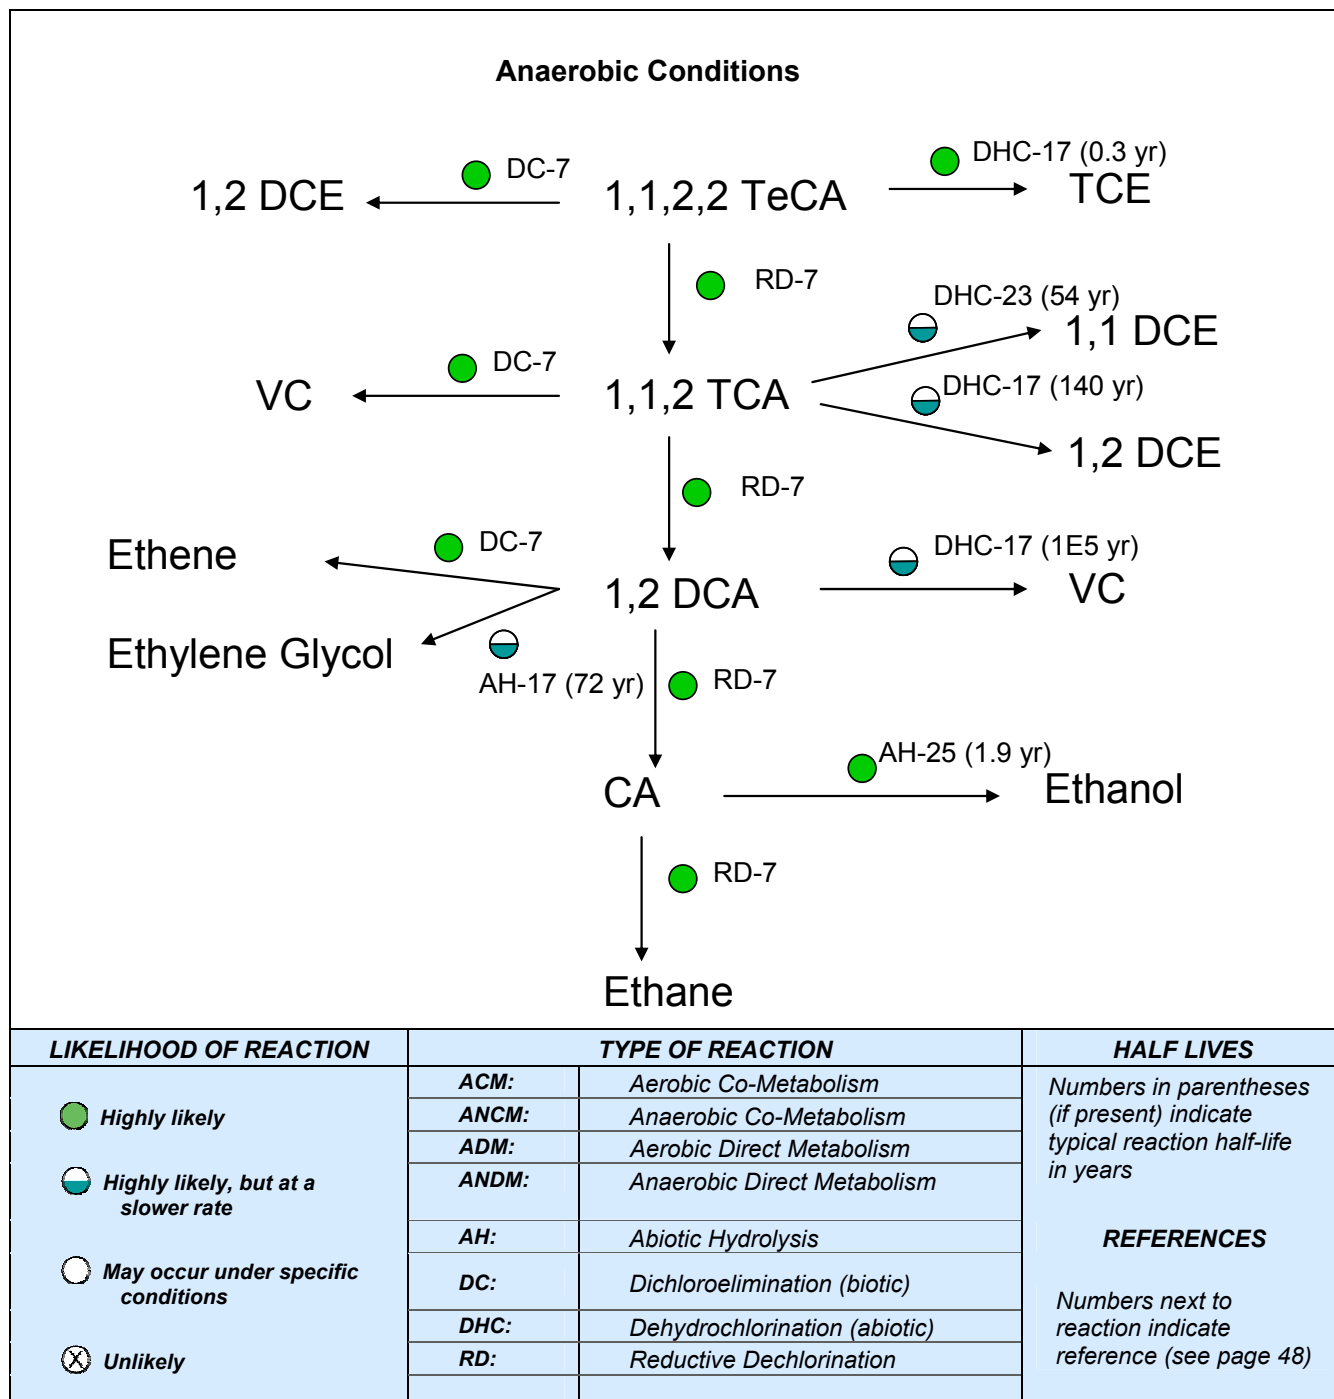 Anaerobic Conditions
DC-7
DHC-17 (0.3 yr)
1,2 DCE
1,1,2,2 TeCA
TCE
RD-7
DHC-23 (54 yr)
1,1 DCE
DC-7
VC
1,1,2 TCA
DHC-17 (140 yr)
1,2 DCE
RD-7
DC-7
DHC-17 (1E5 yr)
Ethene
1,2 DCA
VC
Ethylene Glycol
AH-17 (72 yr)
RD-7
AH-25 (1.9 yr)
CA
Ethanol
RD-7
Ethane
LIKELIHOOD OF REACTION
Highly likely
Highly likely, but at a
slower rate
May occur under specific
conditions
X
Unlikely
TYPE OF REACTION
ACM: Aerobic Co-Metabolism
ANCM: Anaerobic Co-Metabolism
ADM: Aerobic Direct Metabolism
ANDM: Anaerobic Direct Metabolism
AH: Abiotic Hydrolysis
DC: Dichloroelimination (biotic)
DHC: Dehydrochlorination (abiotic)
RD: Reductive Dechlorination
HALF LIVES
Numbers in parentheses
(if present) indicate
typical reaction half-life
in years
REFERENCES
Numbers next to
reaction indicate
reference (see page 48)